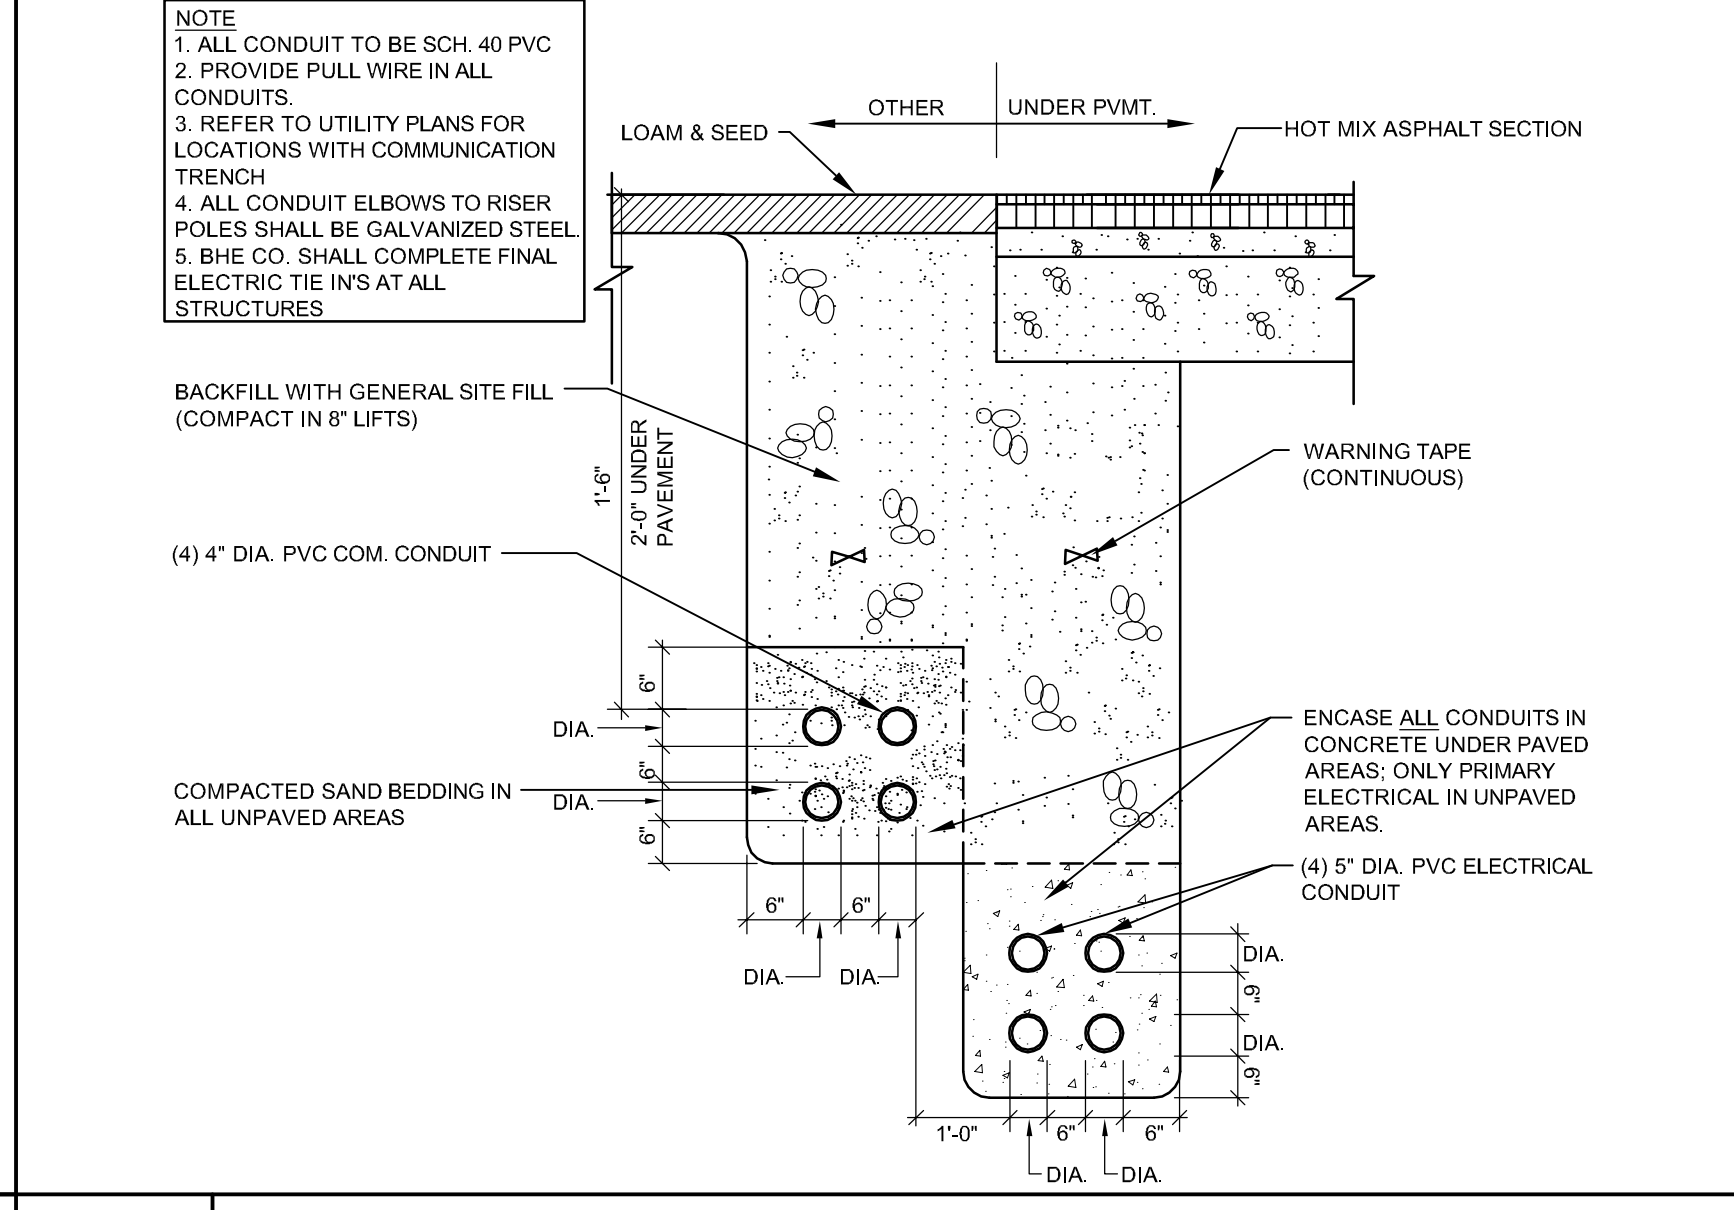 NOTE
1. ALL CONDUIT TO BE SCH. 40 PVC
2. PROVIDE PULL WIRE IN ALL
CONDUITS.
3. REFER TO UTILITY PLANS FOR
LOCATIONS WITH COMMUNICATION
TRENCH
4. ALL CONDUIT ELBOWS TO RISER
POLES SHALL BE GALVANIZED STEEL.
5. BHE CO. SHALL COMPLETE FINAL
ELECTRIC TIE IN'S AT ALL
STRUCTURES
OTHER
UNDER PVMT.
LOAM & SEED
HOT MIX ASPHALT SECTION
BACKFILL WITH GENERAL SITE FILL
(COMPACT IN 8" LIFTS)
1'-6"
2'-0" UNDER
PAVEMENT
WARNING TAPE
(CONTINUOUS)
(4) 4" DIA. PVC COM. CONDUIT
6"
DIA.
6"
DIA.
6"
COMPACTED SAND BEDDING IN
ALL UNPAVED AREAS
ENCASE ALL CONDUITS IN
CONCRETE UNDER PAVED
AREAS; ONLY PRIMARY
ELECTRICAL IN UNPAVED
AREAS.
(4) 5" DIA. PVC ELECTRICAL
CONDUIT
6"
6"
DIA.
DIA.
DIA.
6"
DIA.
6"
1'-0"
6"
6"
DIA.
DIA.